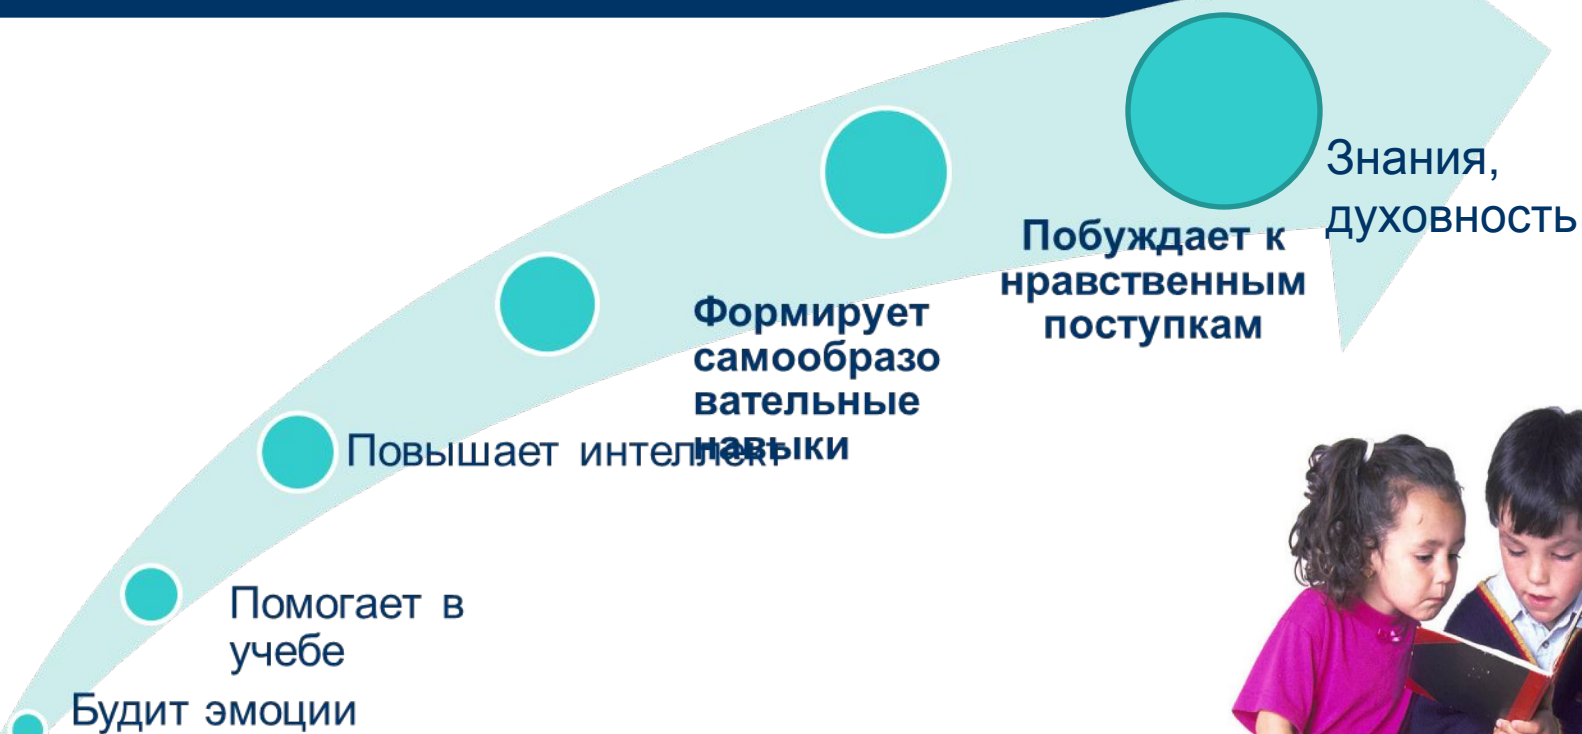 Знания,
духовность
Побуждает к
нравственным
поступкам
Формирует
самообразо
вательные
навыки
Повышает интеллект
Помогает в
учебе
Будит эмоции